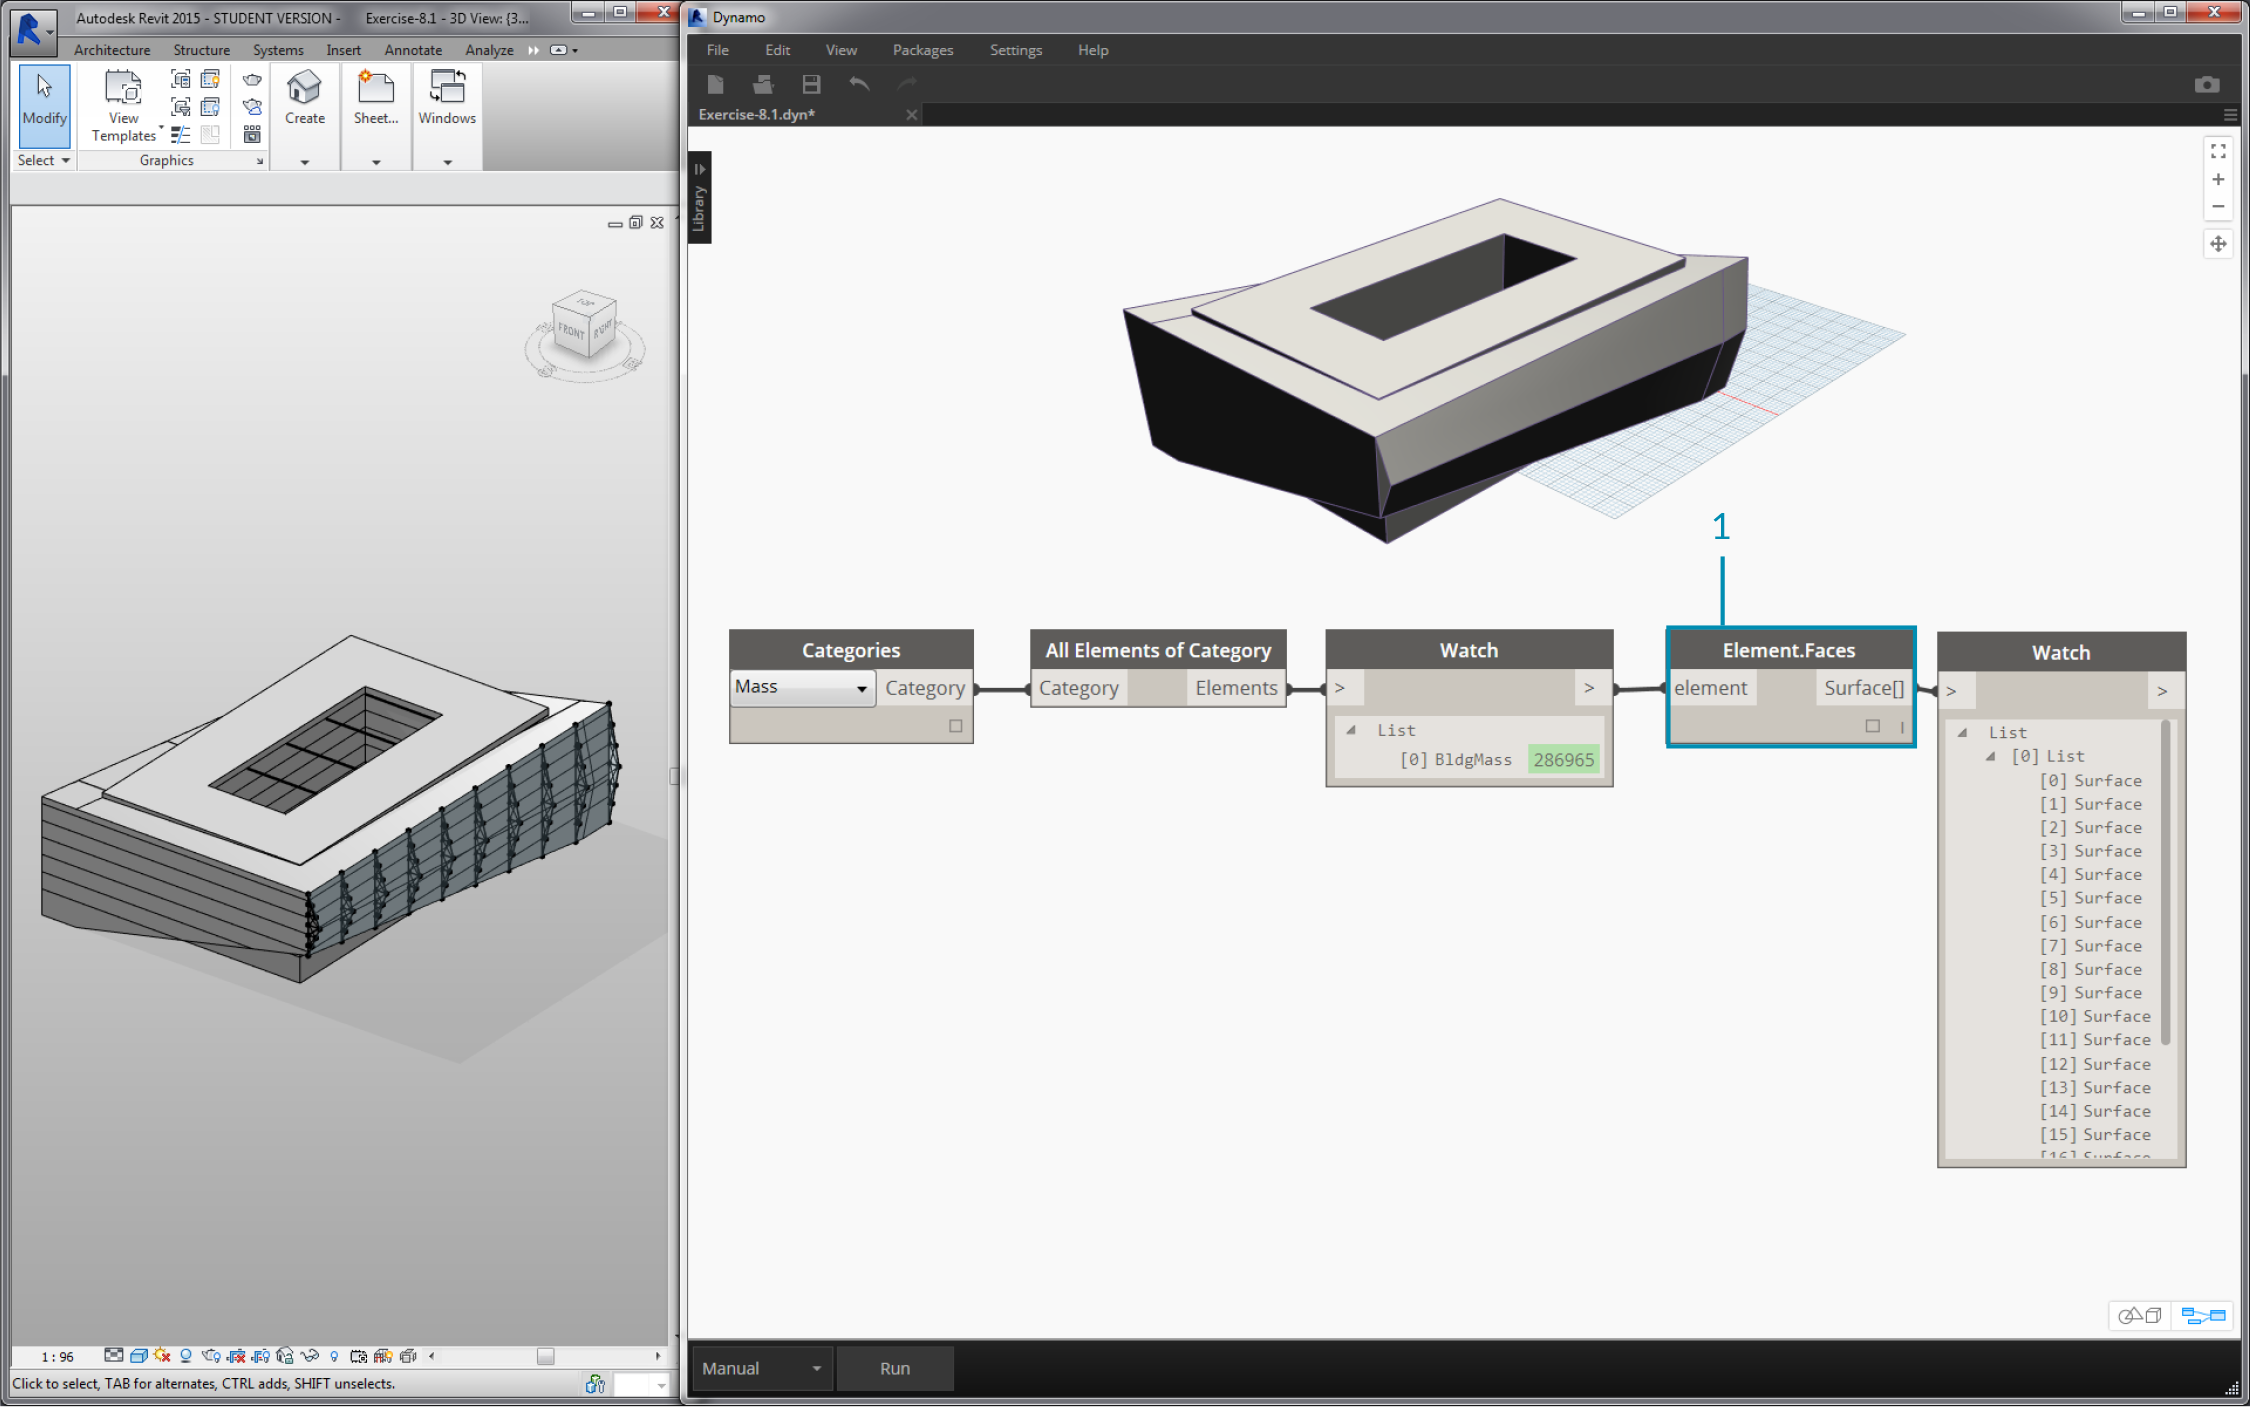 Autodesk Revit 2015 - STUDENT VERSION -     Exercise-8.1 - 3D View: {3...
Architecture Structure Systems Insert Annotate Analyze
Modify
View
Templates
Create
Sheet...
Windows
Select
Graphics
TOP
FRONT
RIGHT
1 : 96
Click to select, TAB for alternates, CTRL adds, SHIFT unselects.
Dynamo
File Edit View Packages Settings Help
Exercise-8.1.dyn*
Library
1
Categories
Mass
Category
All Elements of Category
Category
Elements
Watch
>
>
List
[0] BldgMass 286965
Element.Faces
element
Surface[]
Watch
>
>
List
[0] List
[0] Surface
[1] Surface
[2] Surface
[3] Surface
[4] Surface
[5] Surface
[6] Surface
[7] Surface
[8] Surface
[9] Surface
[10] Surface
[11] Surface
[12] Surface
[13] Surface
[14] Surface
[15] Surface
[16] Surface
Manual
Run